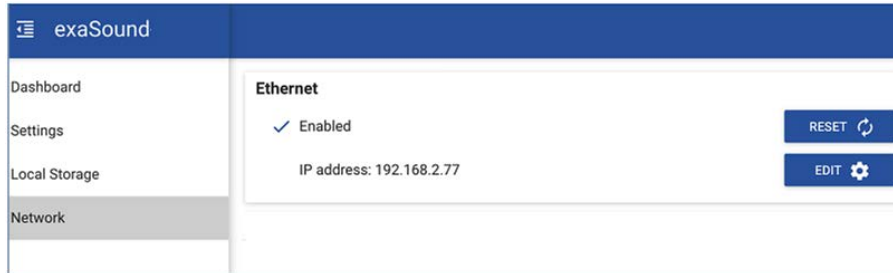 exaSound
Dashboard
Settings
Local Storage
Network
Ethernet
Enabled
RESET
IP address: 192.168.2.77
EDIT